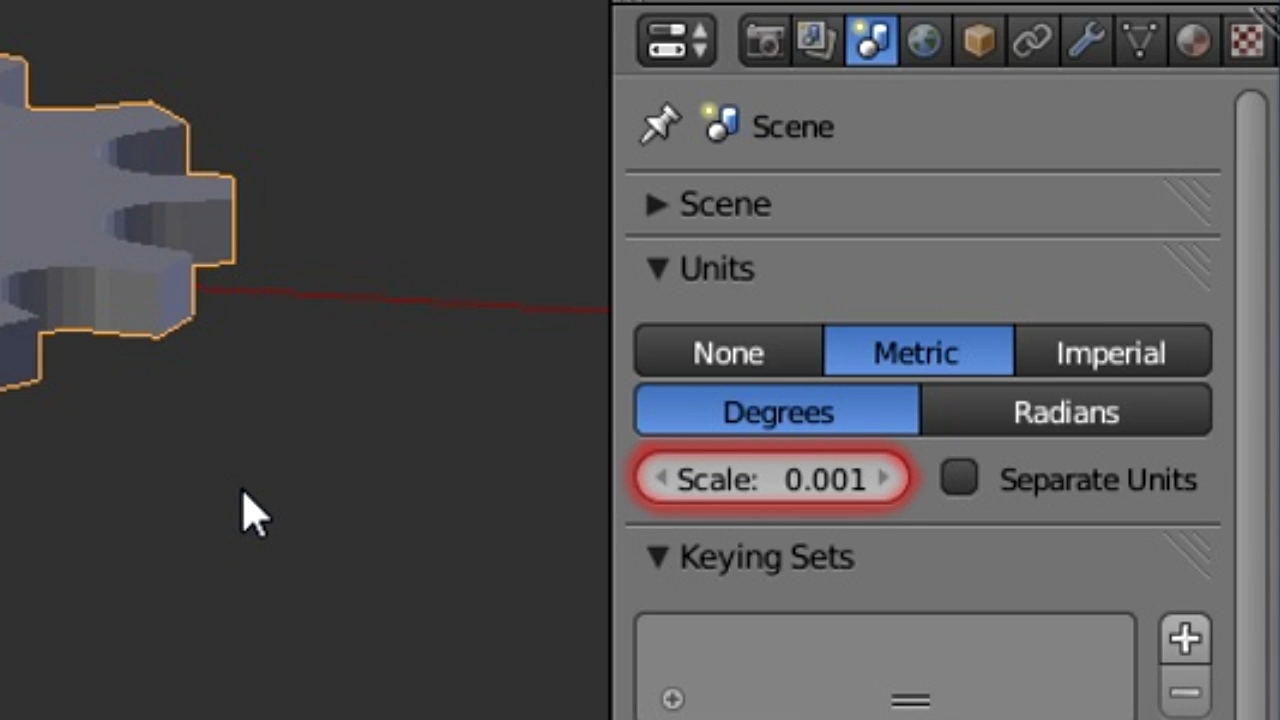 Scene
Scene
Units
None Metric Imperial
Degrees Radians
Scale: 0.001 Separate Units
Keying Sets